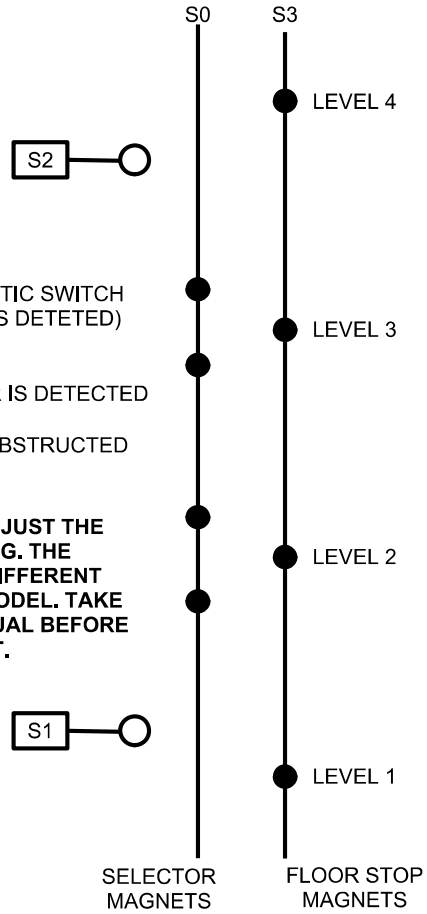 S0
S3
LEVEL 4
S2
TIC SWITCH
S DETETED)
LEVEL 3
R IS DETECTED
BSTRUCTED
JUST THE
G. THE
IFFERENT
ODEL. TAKE
UAL BEFORE
T.
LEVEL 2
S1
LEVEL 1
SELECTOR
MAGNETS
FLOOR STOP
MAGNETS